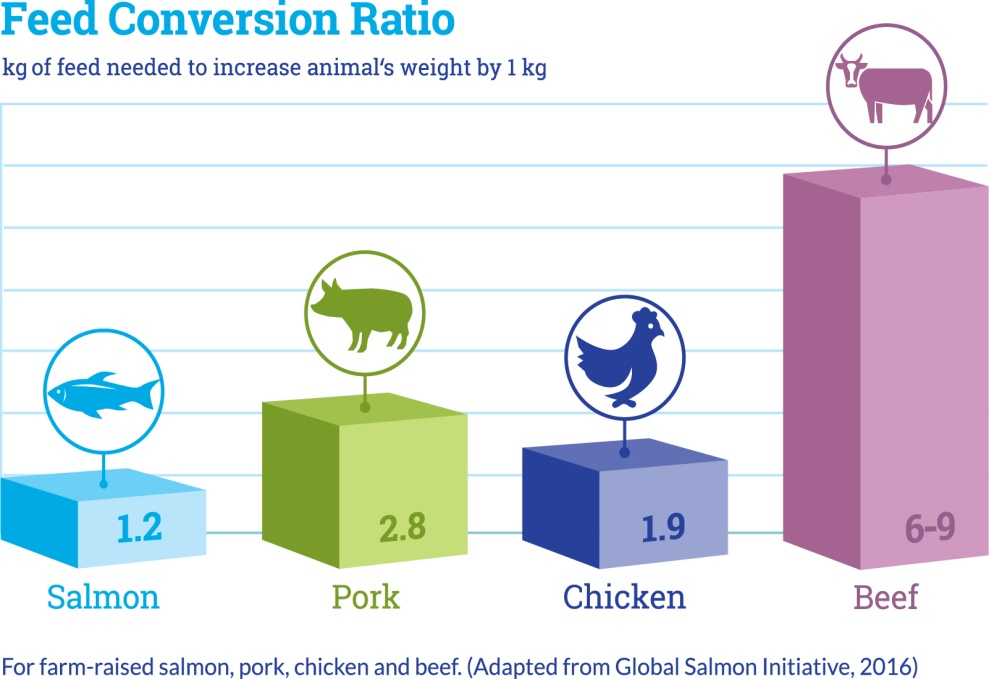 Feed Conversion Ratio
kg of feed needed to increase animal‘s weight by 1 kg
1.2
2.8
1.9
6-9
Salmon
Pork
Chicken
Beef
For farm-raised salmon, pork, chicken and beef. (Adapted from Global Salmon Initiative, 2016)